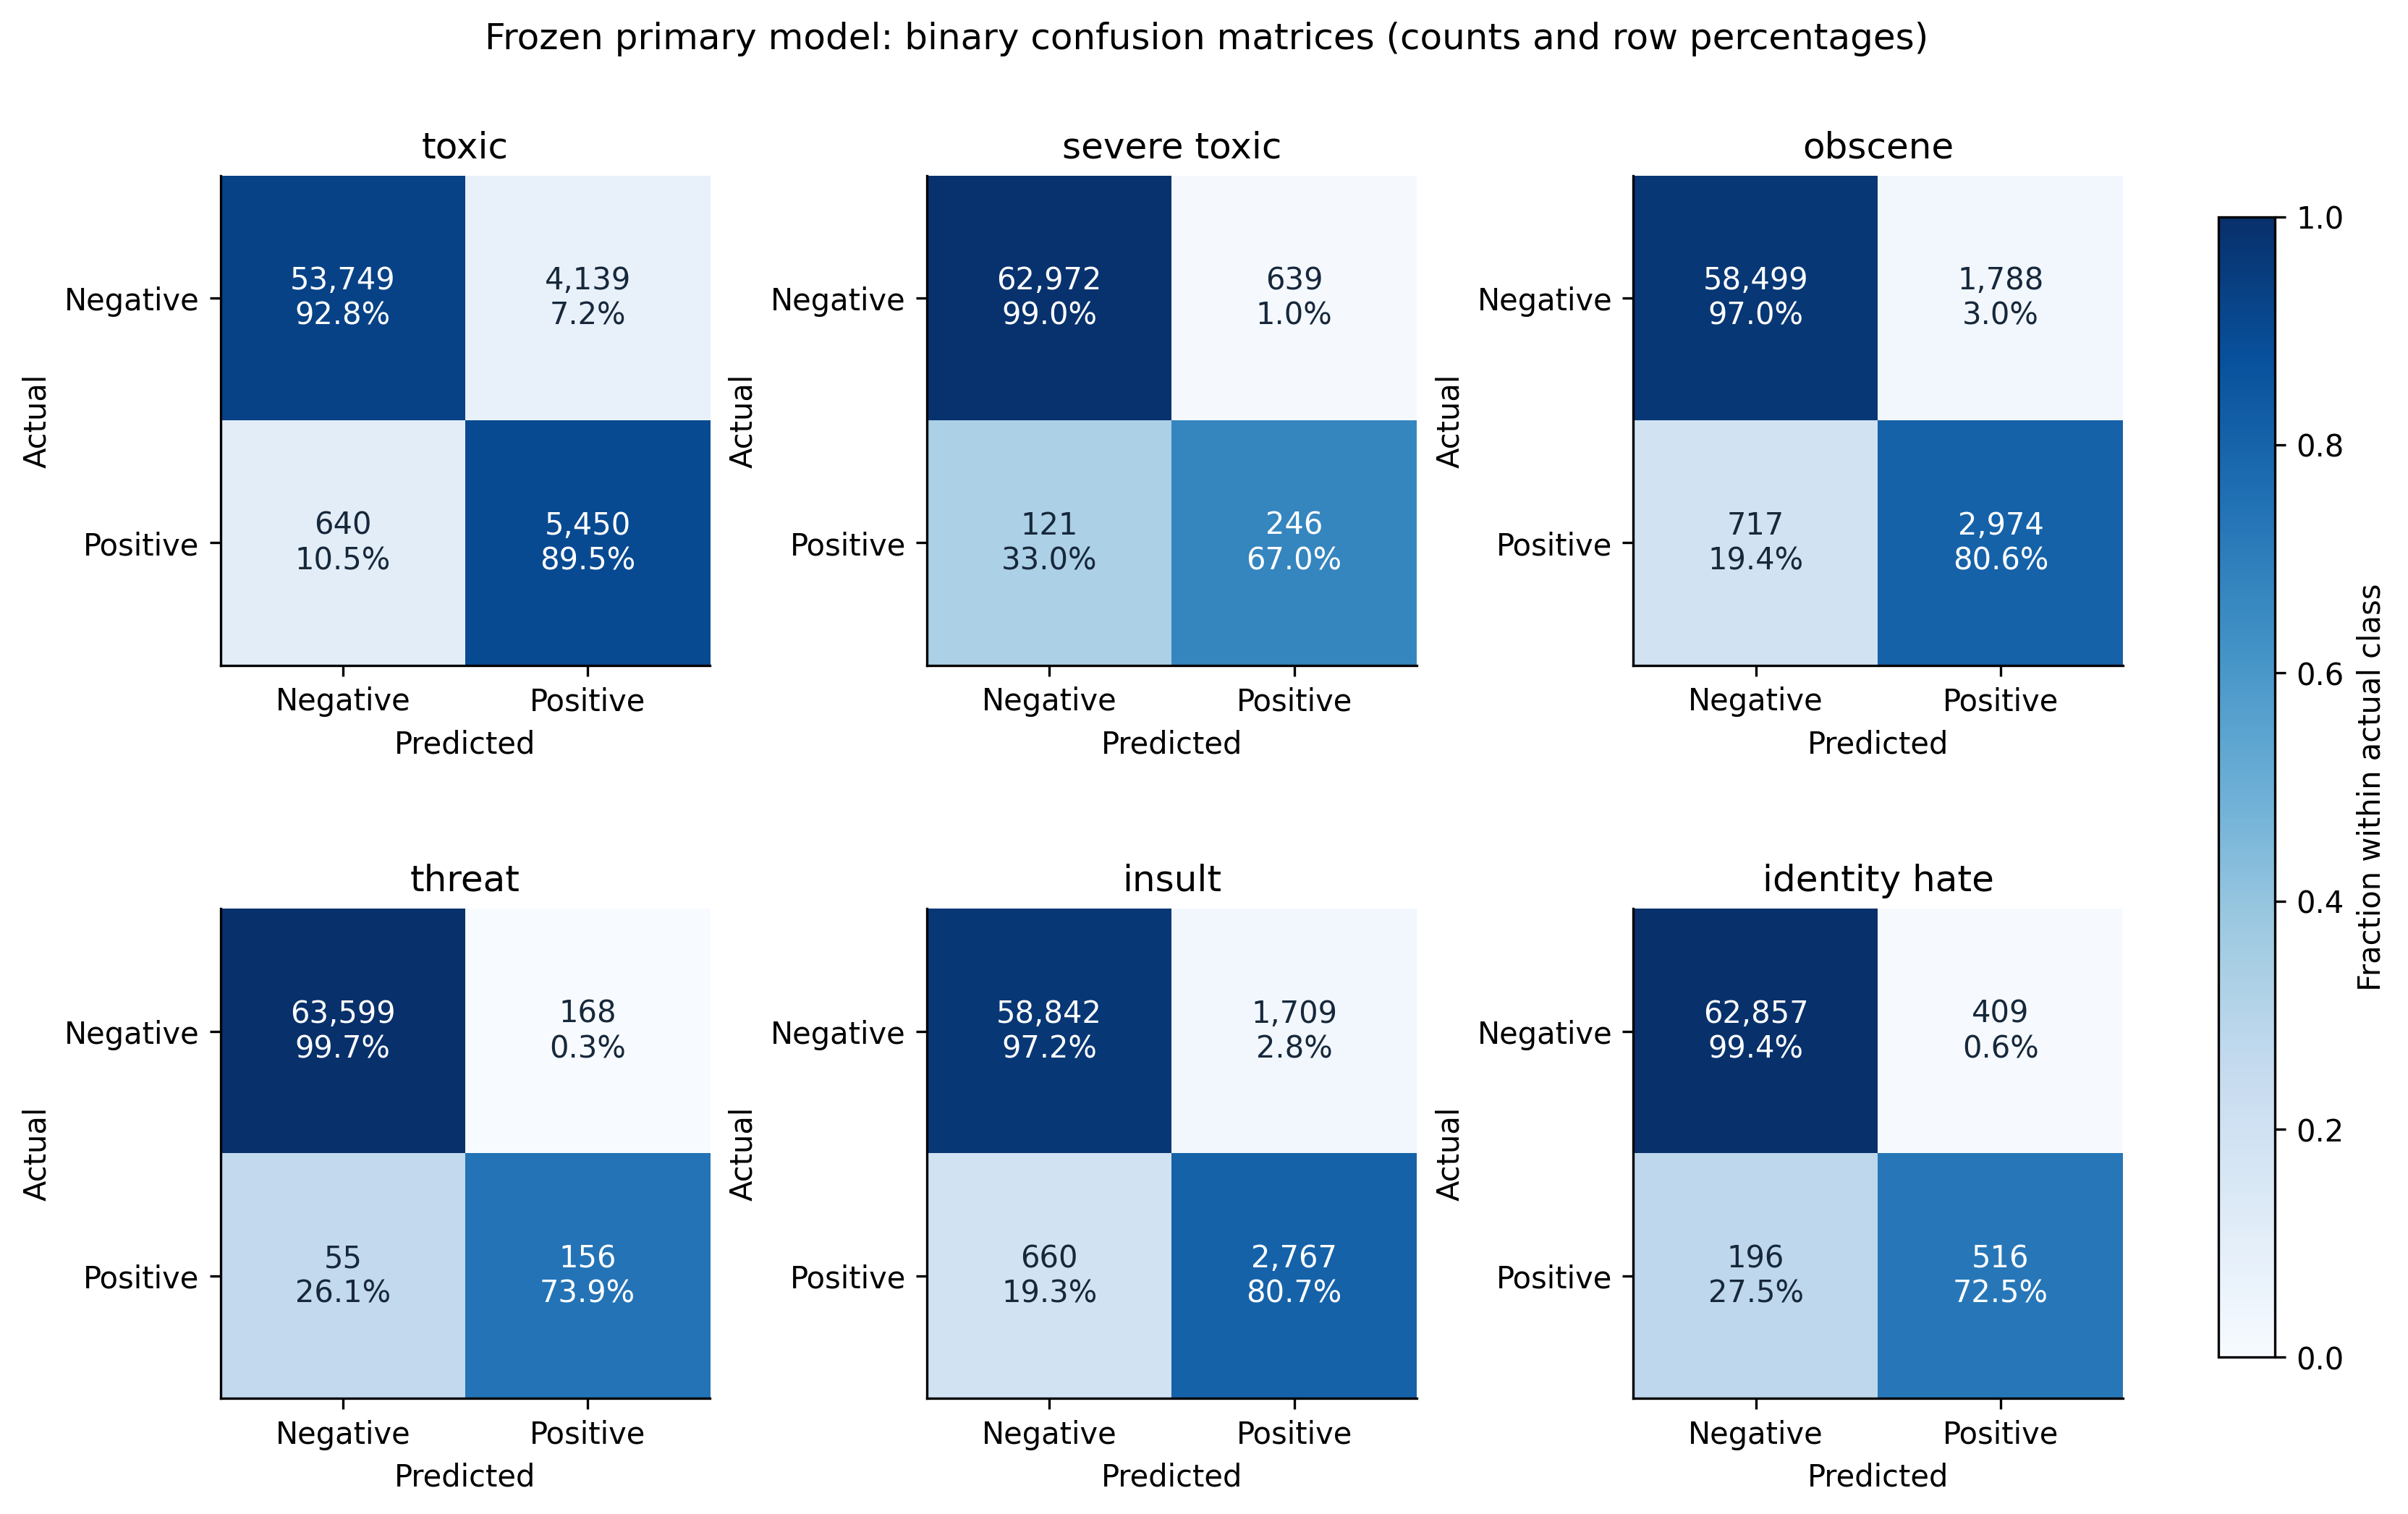 Frozen primary model: binary confusion matrices (counts and row percentages)
toxic
Actual
Negative
Positive
53,749
92.8%
4,139
7.2%
640
10.5%
5,450
89.5%
Negative
Positive
Predicted
severe toxic
Actual
Negative
Positive
62,972
99.0%
639
1.0%
121
33.0%
246
67.0%
Negative
Positive
Predicted
obscene
Actual
Negative
Positive
58,499
97.0%
1,788
3.0%
717
19.4%
2,974
80.6%
Negative
Positive
Predicted
threat
Actual
Negative
Positive
63,599
99.7%
168
0.3%
55
26.1%
156
73.9%
Negative
Positive
Predicted
insult
Actual
Negative
Positive
58,842
97.2%
1,709
2.8%
660
19.3%
2,767
80.7%
Negative
Positive
Predicted
identity hate
Actual
Negative
Positive
62,857
99.4%
409
0.6%
196
27.5%
516
72.5%
Negative
Positive
Predicted
1.0
0.8
0.6
0.4
0.2
0.0
Fraction within actual class